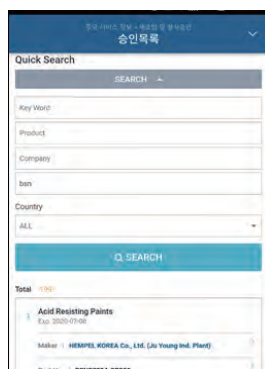 승인목록
Quick Search
SEARCH
Key Word
Product
Company
bsn
Country
ALL
SEARCH
Total
1 Acid Resisting Paints
Exp. 2020-07-08
Maker HEMPEL KOREA Co., Ltd. (Ju Young Ind. Plant)